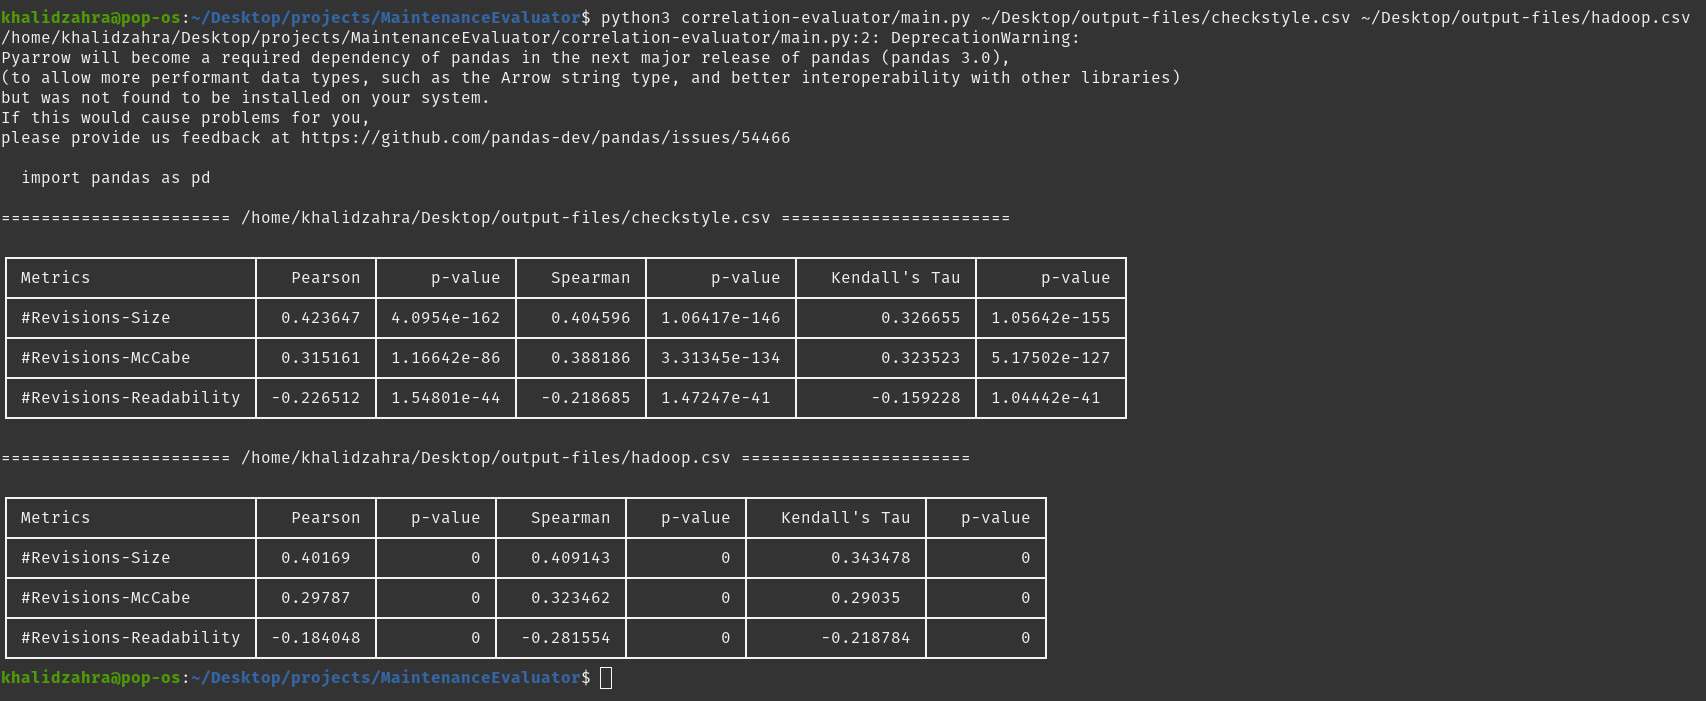 khalidzahra@pop-os:~/Desktop/projects/MaintenanceEvaluator$ python3 correlation-evaluator/main.py ~/Desktop/output-files/checkstyle.csv ~/Desktop/output-files/hadoop.csv
/home/khalidzahra/Desktop/projects/MaintenanceEvaluator/correlation-evaluator/main.py:2: DeprecationWarning:
Pyarrow will become a required dependency of pandas in the next major release of pandas (pandas 3.0),
(to allow more performant data types, such as the Arrow string type, and better interoperability with other libraries)
but was not found to be installed on your system.
If this would cause problems for you,
please provide us feedback at https://github.com/pandas-dev/pandas/issues/54466
import pandas as pd
======================= /home/khalidzahra/Desktop/output-files/checkstyle.csv =======================
Metrics Pearson p-value Spearman p-value Kendall's Tau p-value
#Revisions-Size 0.423647 4.0954e-162 0.404596 1.06417e-146 0.326655 1.05642e-155
#Revisions-McCabe 0.315161 1.16642e-86 0.388186 3.31345e-134 0.323523 5.17502e-127
#Revisions-Readability -0.226512 1.54801e-44 -0.218685 1.47247e-41 -0.159228 1.04442e-41
======================= /home/khalidzahra/Desktop/output-files/hadoop.csv =======================
Metrics Pearson p-value Spearman p-value Kendall's Tau p-value
#Revisions-Size 0.40169 0 0.409143 0 0.343478 0
#Revisions-McCabe 0.29787 0 0.323462 0 0.29035 0
#Revisions-Readability -0.184048 0 -0.281554 0 -0.218784 0
khalidzahra@pop-os:~/Desktop/projects/MaintenanceEvaluator$